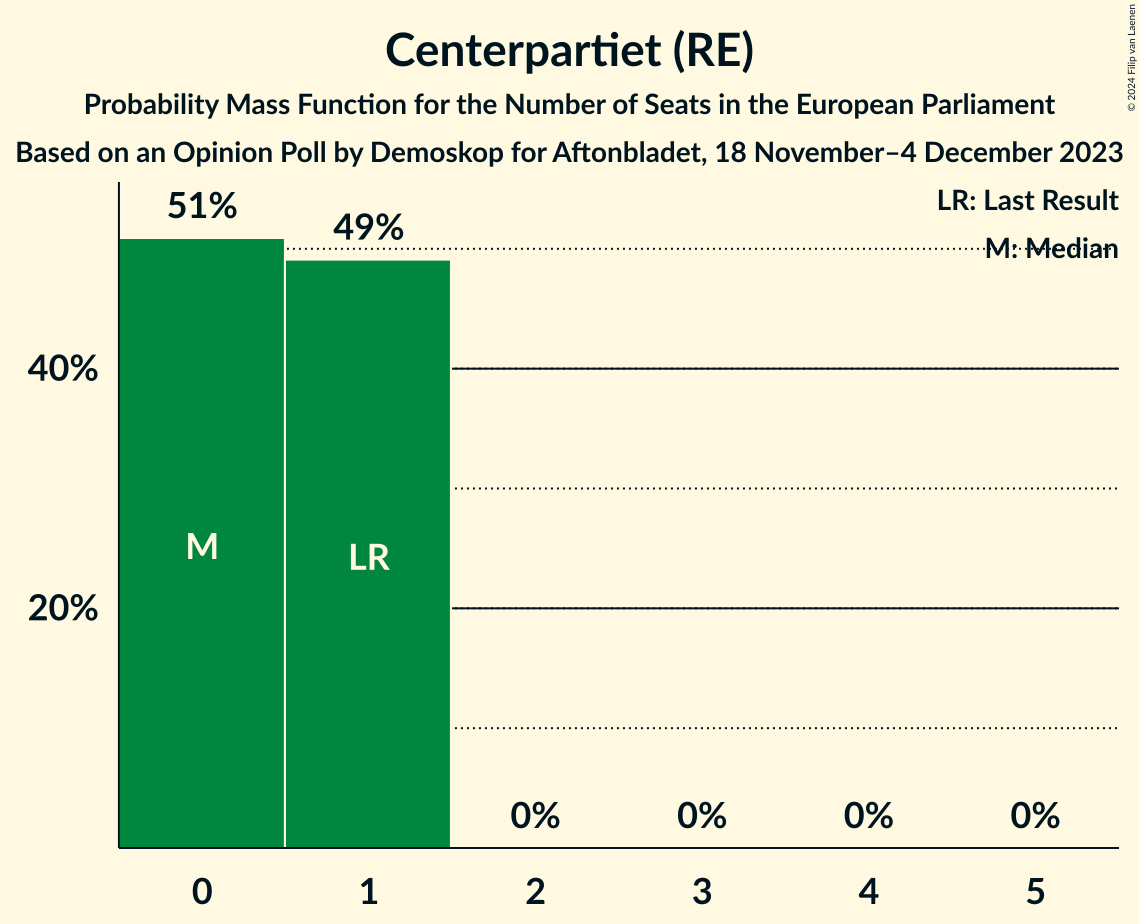 Centerpartiet (RE)
Probability Mass Function for the Number of Seats in the European Parliament
Based on an Opinion Poll by Demoskop for Aftonbladet, 18 November–4 December 2023
© 2024 Filip van Laenen
LR: Last Result
M: Median
51%
49%
40%
20%
M
LR
0%
0%
0%
0%
0
1
2
3
4
5